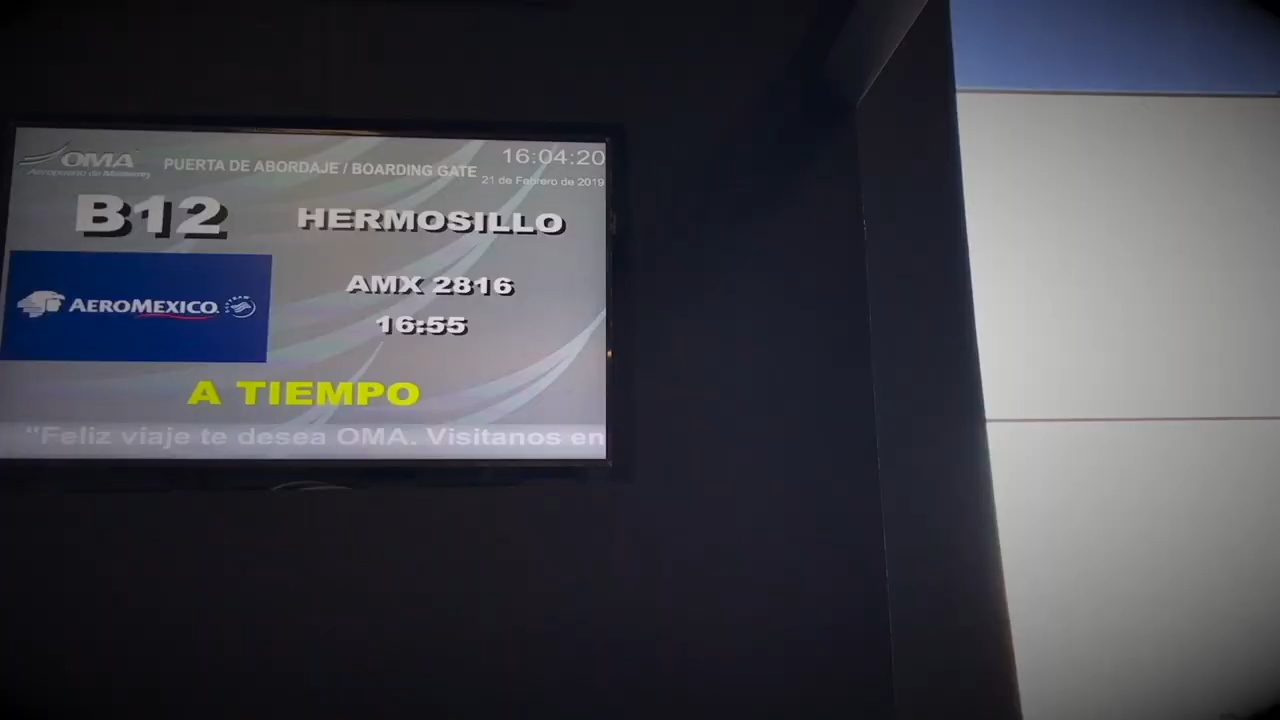 OMA
Aeropuerto de Monterrey
PUERTA DE ABORDAJE / BOARDING GATE
16:04:20
21 de Febrero de 2019
B12
HERMOSILLO
AEROMEXICO.
SKYTEAM
AMX 2816
16:55
A TIEMPO
"Feliz viaje te desea OMA. Visitanos en